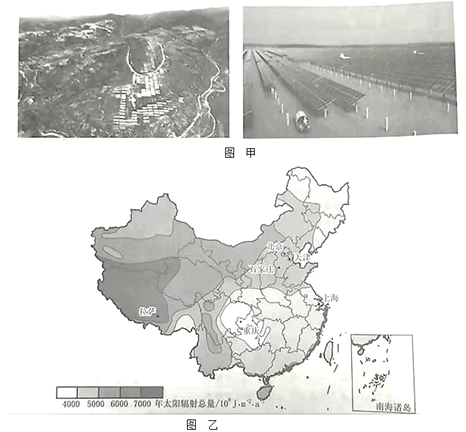 图 甲
北京
天津
石家庄
上海
拉萨
重庆
南海诸岛
4000 5000 6000 7000 年太阳辐射总量/10⁶ J·m⁻²·a⁻¹
图 乙